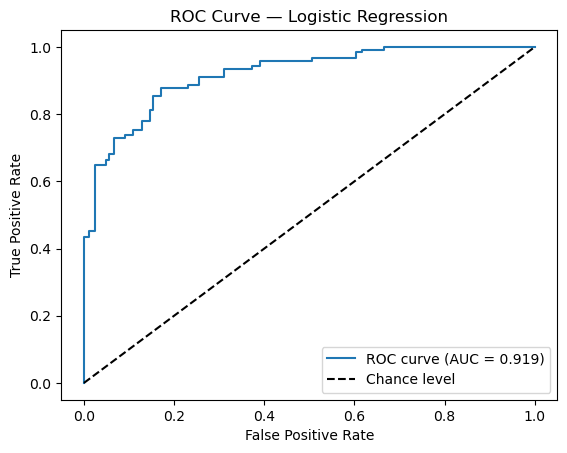 ROC Curve — Logistic Regression
1.0
0.8
0.6
0.4
0.2
0.0
True Positive Rate
0.0 0.2 0.4 0.6 0.8 1.0
False Positive Rate
ROC curve (AUC = 0.919)
Chance level